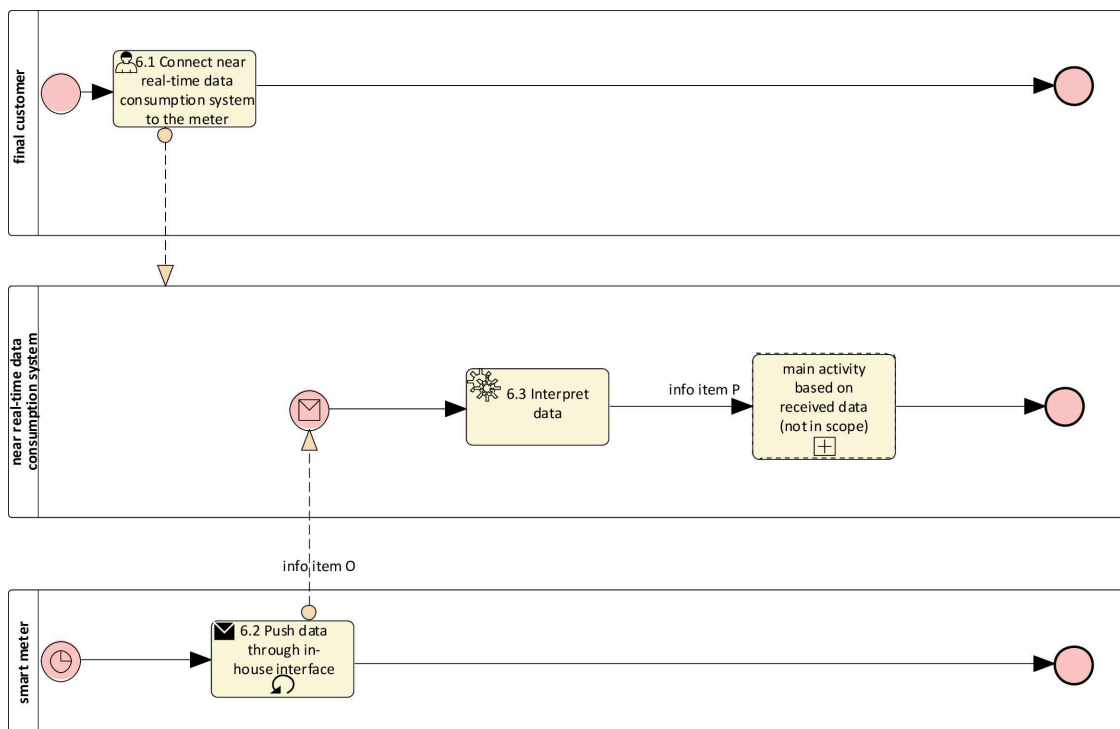 final customer
6.1 Connect near
real-time data
consumption system
to the meter
near real-time data
consumption system
6.3 Interpret
data
info item P
main activity
based on
received data
(not in scope)
info item O
smart meter
6.2 Push data
through in-
house interface